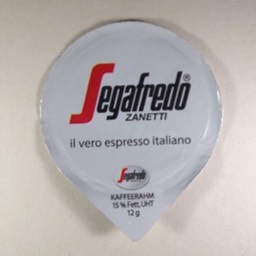 Segafredo
ZANETTI
il vero espresso italiano
Segafredo
KAFFEERAHM
15 % Fett, UHT
12 g